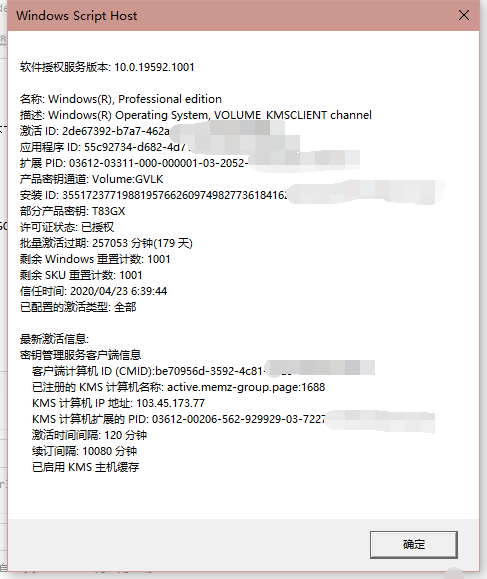 Windows Script Host
软件授权服务版本: 10.0.19592.1001
名称: Windows(R), Professional edition
描述: Windows(R) Operating System, VOLUME_KMSCLIENT channel
激活 ID: 2de67392-b7a7-462a
应用程序 ID: 55c92734-d682-4d7
扩展 PID: 03612-03311-000-000001-03-2052-
产品密钥通道: Volume:GVLK
安装 ID: 35517237719881957662609749827736184162
部分产品密钥: T83GX
许可证状态: 已授权
批量激活过期: 257053 分钟(179 天)
剩余 Windows 重置计数: 1001
剩余 SKU 重置计数: 1001
信任时间: 2020/04/23 6:39:44
已配置的激活类型: 全部
最新激活信息:
密钥管理服务客户端信息
客户端计算机 ID (CMID):be70956d-3592-4c81-
已注册的 KMS 计算机名称: active.memz-group.page:1688
KMS 计算机 IP 地址: 103.45.173.77
KMS 计算机扩展的 PID: 03612-00206-562-929929-03-7227
激活时间间隔: 120 分钟
续订间隔: 10080 分钟
已启用 KMS 主机缓存
确定